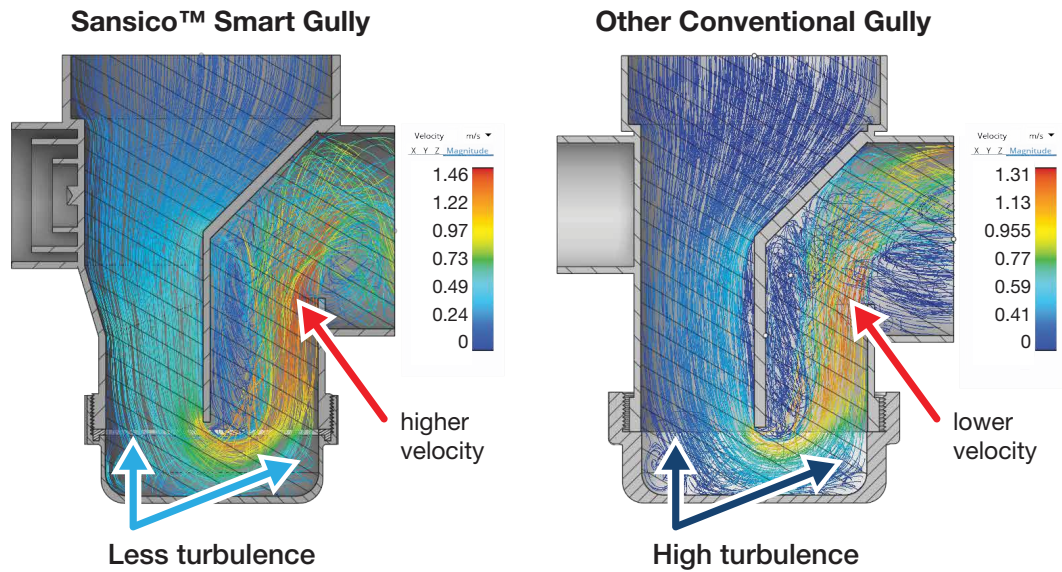 Sansico™ Smart Gully
Other Conventional Gully
Velocity m/s
X Y Z Magnitude
1.46
1.22
0.97
0.73
0.49
0.24
0
higher
velocity
Less turbulence
Velocity m/s
X Y Z Magnitude
1.31
1.13
0.955
0.77
0.59
0.41
0
lower
velocity
High turbulence